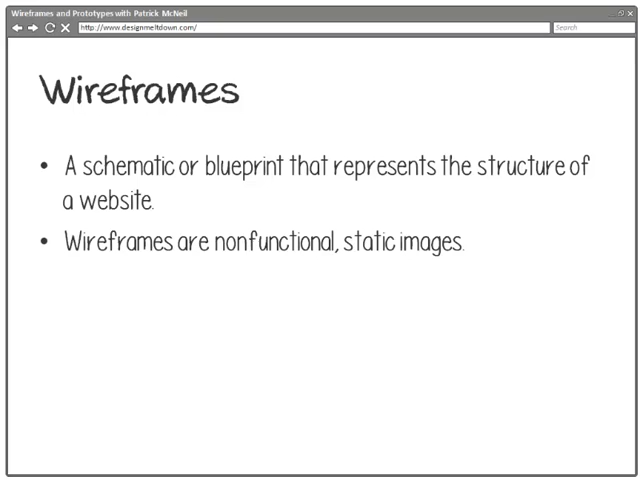 Wireframes and Prototypes with Patrick McNeil
http://www.designmeltdown.com/
Search
Wireframes
• A schematic or blueprint that represents the structure of
a website.
• Wireframes are nonfunctional, static images.